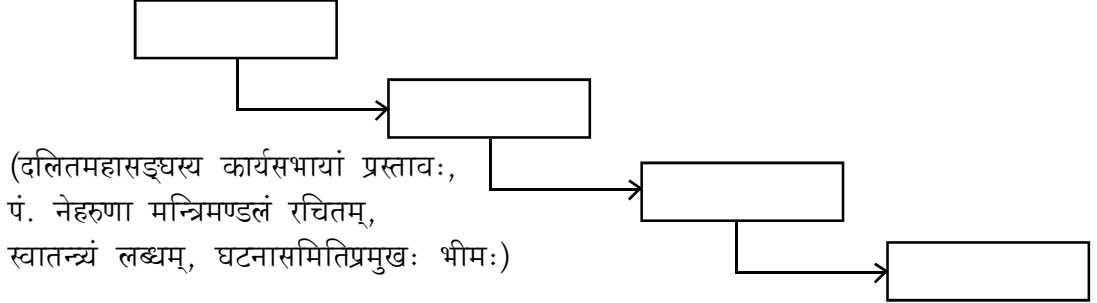 (दलितमहासङ्घस्य कार्यसभायां प्रस्तावः,
पं. नेहरुणा मन्त्रिमण्डलं रचितम्,
स्वातन्त्र्यं लब्धम्, घटनासमितिप्रमुखः भीमः)